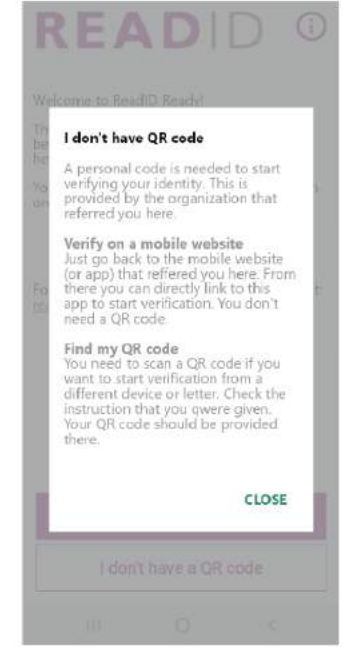 READID
Welcome to ReadID Ready!
I don't have QR code
A personal code is needed to start
verifying your identity. This is
provided by the organization that
referred you here.
Verify on a mobile website
Just go back to the mobile website
(or app) that reffered you here. From
there you can directly link to this
app to start verification. You don't
need a QR code.
Find my QR code
You need to scan a QR code if you
want to start verification from a
different device or letter. Check the
instruction that you qwere given.
Your QR code should be provided
there.
CLOSE
I don't have a QR code